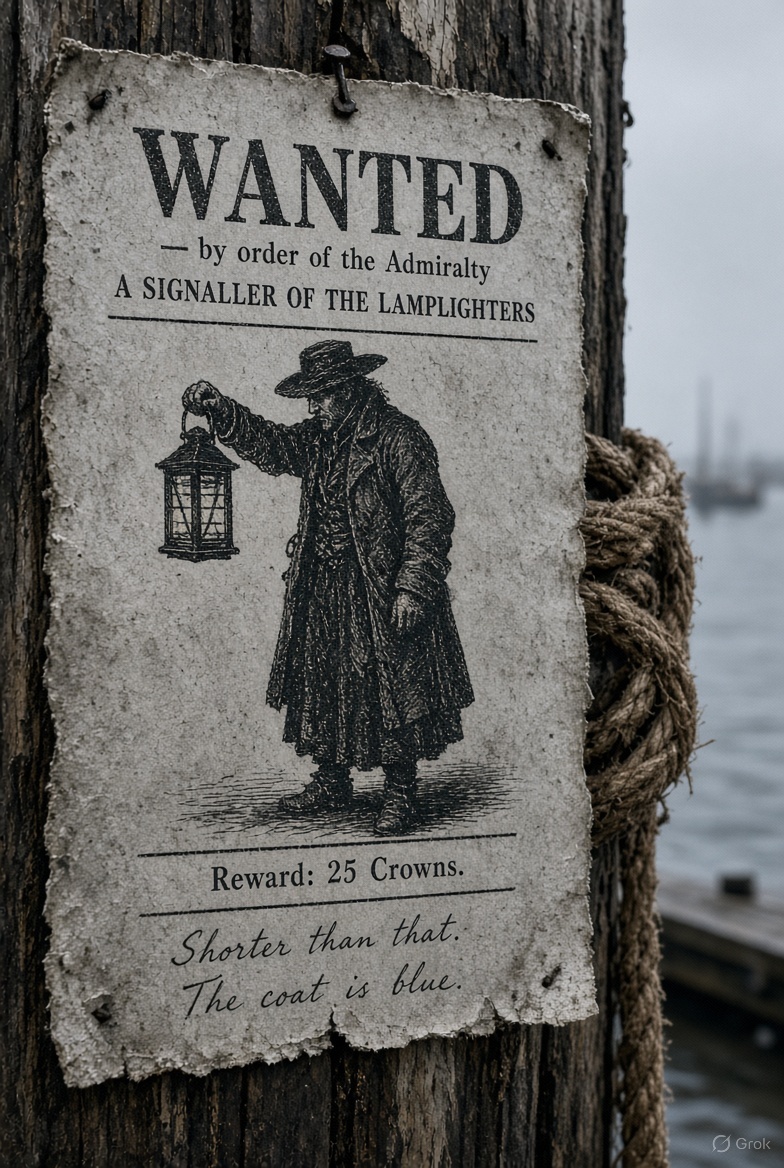 WANTED
— by order of the Admiralty
A SIGNALLER OF THE LAMPLIGHTERS
Reward: 25 Crowns.
Shorter than that.
The coat is blue.
Grok